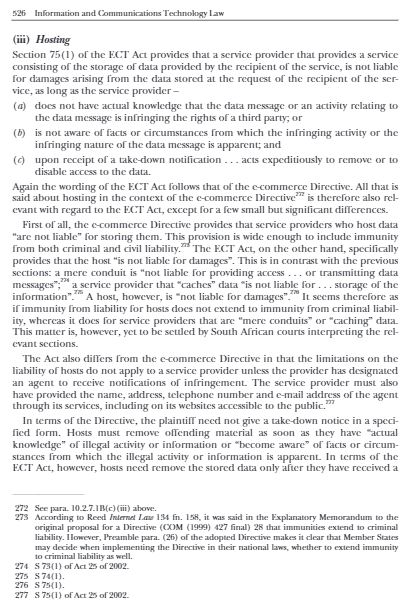 526 Information and Communications Technology Law
(iii) Hosting
Section 75(1) of the ECT Act provides that a service provider that provides a service
consisting of the storage of data provided by the recipient of the service, is not liable
for damages arising from the data stored at the request of the recipient of the ser-
vice, as long as the service provider –
(a) does not have actual knowledge that the data message or an activity relating to
the data message is infringing the rights of a third party; or
(b) is not aware of facts or circumstances from which the infringing activity or the
infringing nature of the data message is apparent; and
(c) upon receipt of a take-down notification . . . acts expeditiously to remove or to
disable access to the data.
Again the wording of the ECT Act follows that of the e-commerce Directive. All that is
said about hosting in the context of the e-commerce Directive272 is therefore also rel-
evant with regard to the ECT Act, except for a few small but significant differences.
First of all, the e-commerce Directive provides that service providers who host data
“are not liable” for storing them. This provision is wide enough to include immunity
from both criminal and civil liability.273 The ECT Act, on the other hand, specifically
provides that the host “is not liable for damages”. This is in contrast with the previous
sections: a mere conduit is “not liable for providing access . . . or transmitting data
messages”;274 a service provider that “caches” data “is not liable for . . . storage of the
information”.275 A host, however, is “not liable for damages”.276 It seems therefore as
if immunity from liability for hosts does not extend to immunity from criminal liabil-
ity, whereas it does for service providers that are “mere conduits” or “caching” data.
This matter is, however, yet to be settled by South African courts interpreting the rel-
evant sections.
The Act also differs from the e-commerce Directive in that the limitations on the
liability of hosts do not apply to a service provider unless the provider has designated
an agent to receive notifications of infringement. The service provider must also
have provided the name, address, telephone number and e-mail address of the agent
through its services, including on its websites accessible to the public.277
In terms of the Directive, the plaintiff need not give a take-down notice in a speci-
fied form. Hosts must remove offending material as soon as they have “actual
knowledge” of illegal activity or information or “become aware” of facts or circum-
stances from which the illegal activity or information is apparent. In terms of the
ECT Act, however, hosts need remove the stored data only after they have received a
272 See para. 10.2.7.1B(c)(iii) above.
273 According to Reed Internet Law 134 fn. 158, it was said in the Explanatory Memorandum to the
original proposal for a Directive (COM (1999) 427 final) 28 that immunities extend to criminal
liability. However, Preamble para. (26) of the adopted Directive makes it clear that Member States
may decide when implementing the Directive in their national laws, whether to extend immunity
to criminal liability as well.
274 S 73(1) of Act 25 of 2002.
275 S 74(1).
276 S 75(1).
277 S 75(1) of Act 25 of 2002.